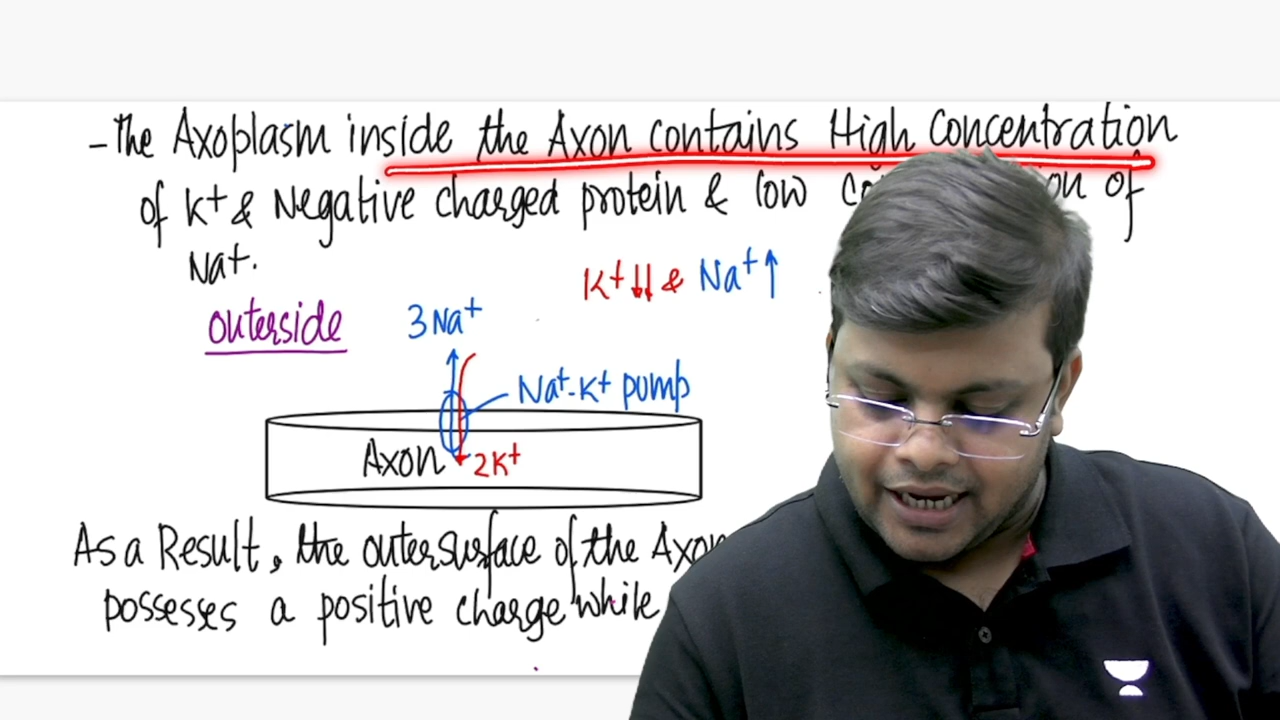 - The Axoplasm inside the Axon contains High Concentration
of K+ & Negative charged protein & low of
Na+.
K+↓↓ & Na+↑
outerside
3Na+
Na+-K+ pump
Axon
2K+
As a Result, the outersurface of the Axon
possesses a positive charge while